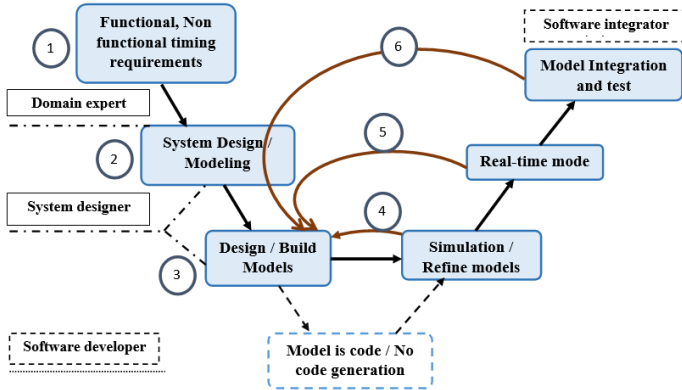 1
Functional, Non
functional timing
requirements
Domain expert
2
System Design /
Modeling
System designer
3
Design / Build
Models
4
Simulation /
Refine models
5
Real-time mode
6
Software integrator
Model Integration
and test
Software developer
Model is code / No
code generation